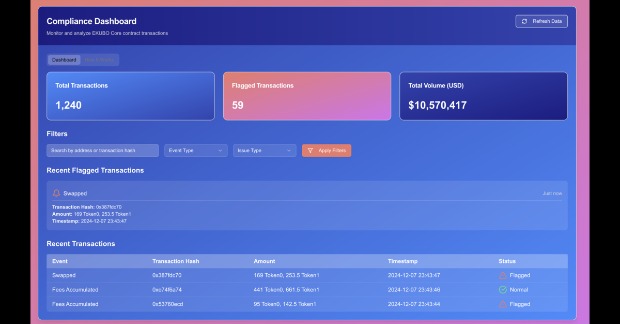 Compliance Dashboard
Monitor and analyze EKUBO Core contract transactions
Refresh Data
Dashboard
Total Transactions
1,240
Flagged Transactions
59
Total Volume (USD)
$10,570,417
Filters
Search by address or transaction hash
Event Type
Issue Type
Apply Filters
Recent Flagged Transactions
Swapped
Just now
Transaction Hash: 0x387fdc70
Amount: 169 Token0, 253.5 Token1
Timestamp: 2024-12-07 23:43:47
Recent Transactions
Event Transaction Hash Amount Timestamp Status
Swapped 0x387fdc70 169 Token0, 253.5 Token1 2024-12-07 23:43:47 Flagged
Fees Accumulated 0xc74f6a74 441 Token0, 661.5 Token1 2024-12-07 23:43:46 Normal
Fees Accumulated 0x53760ecd 95 Token0, 142.5 Token1 2024-12-07 23:43:44 Flagged